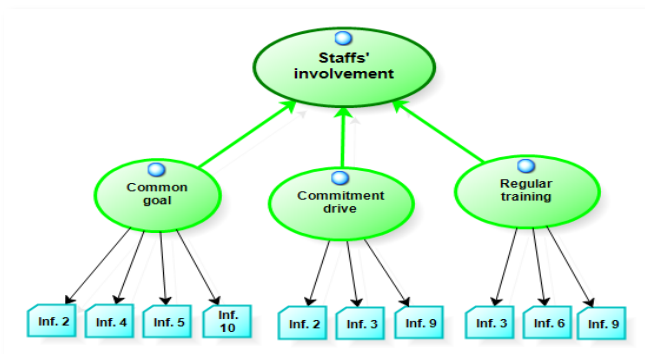 Staffs'
involvement
Common
goal
Commitment
drive
Regular
training
Inf. 2
Inf. 4
Inf. 5
Inf.
10
Inf. 2
Inf. 3
Inf. 9
Inf. 3
Inf. 6
Inf. 9